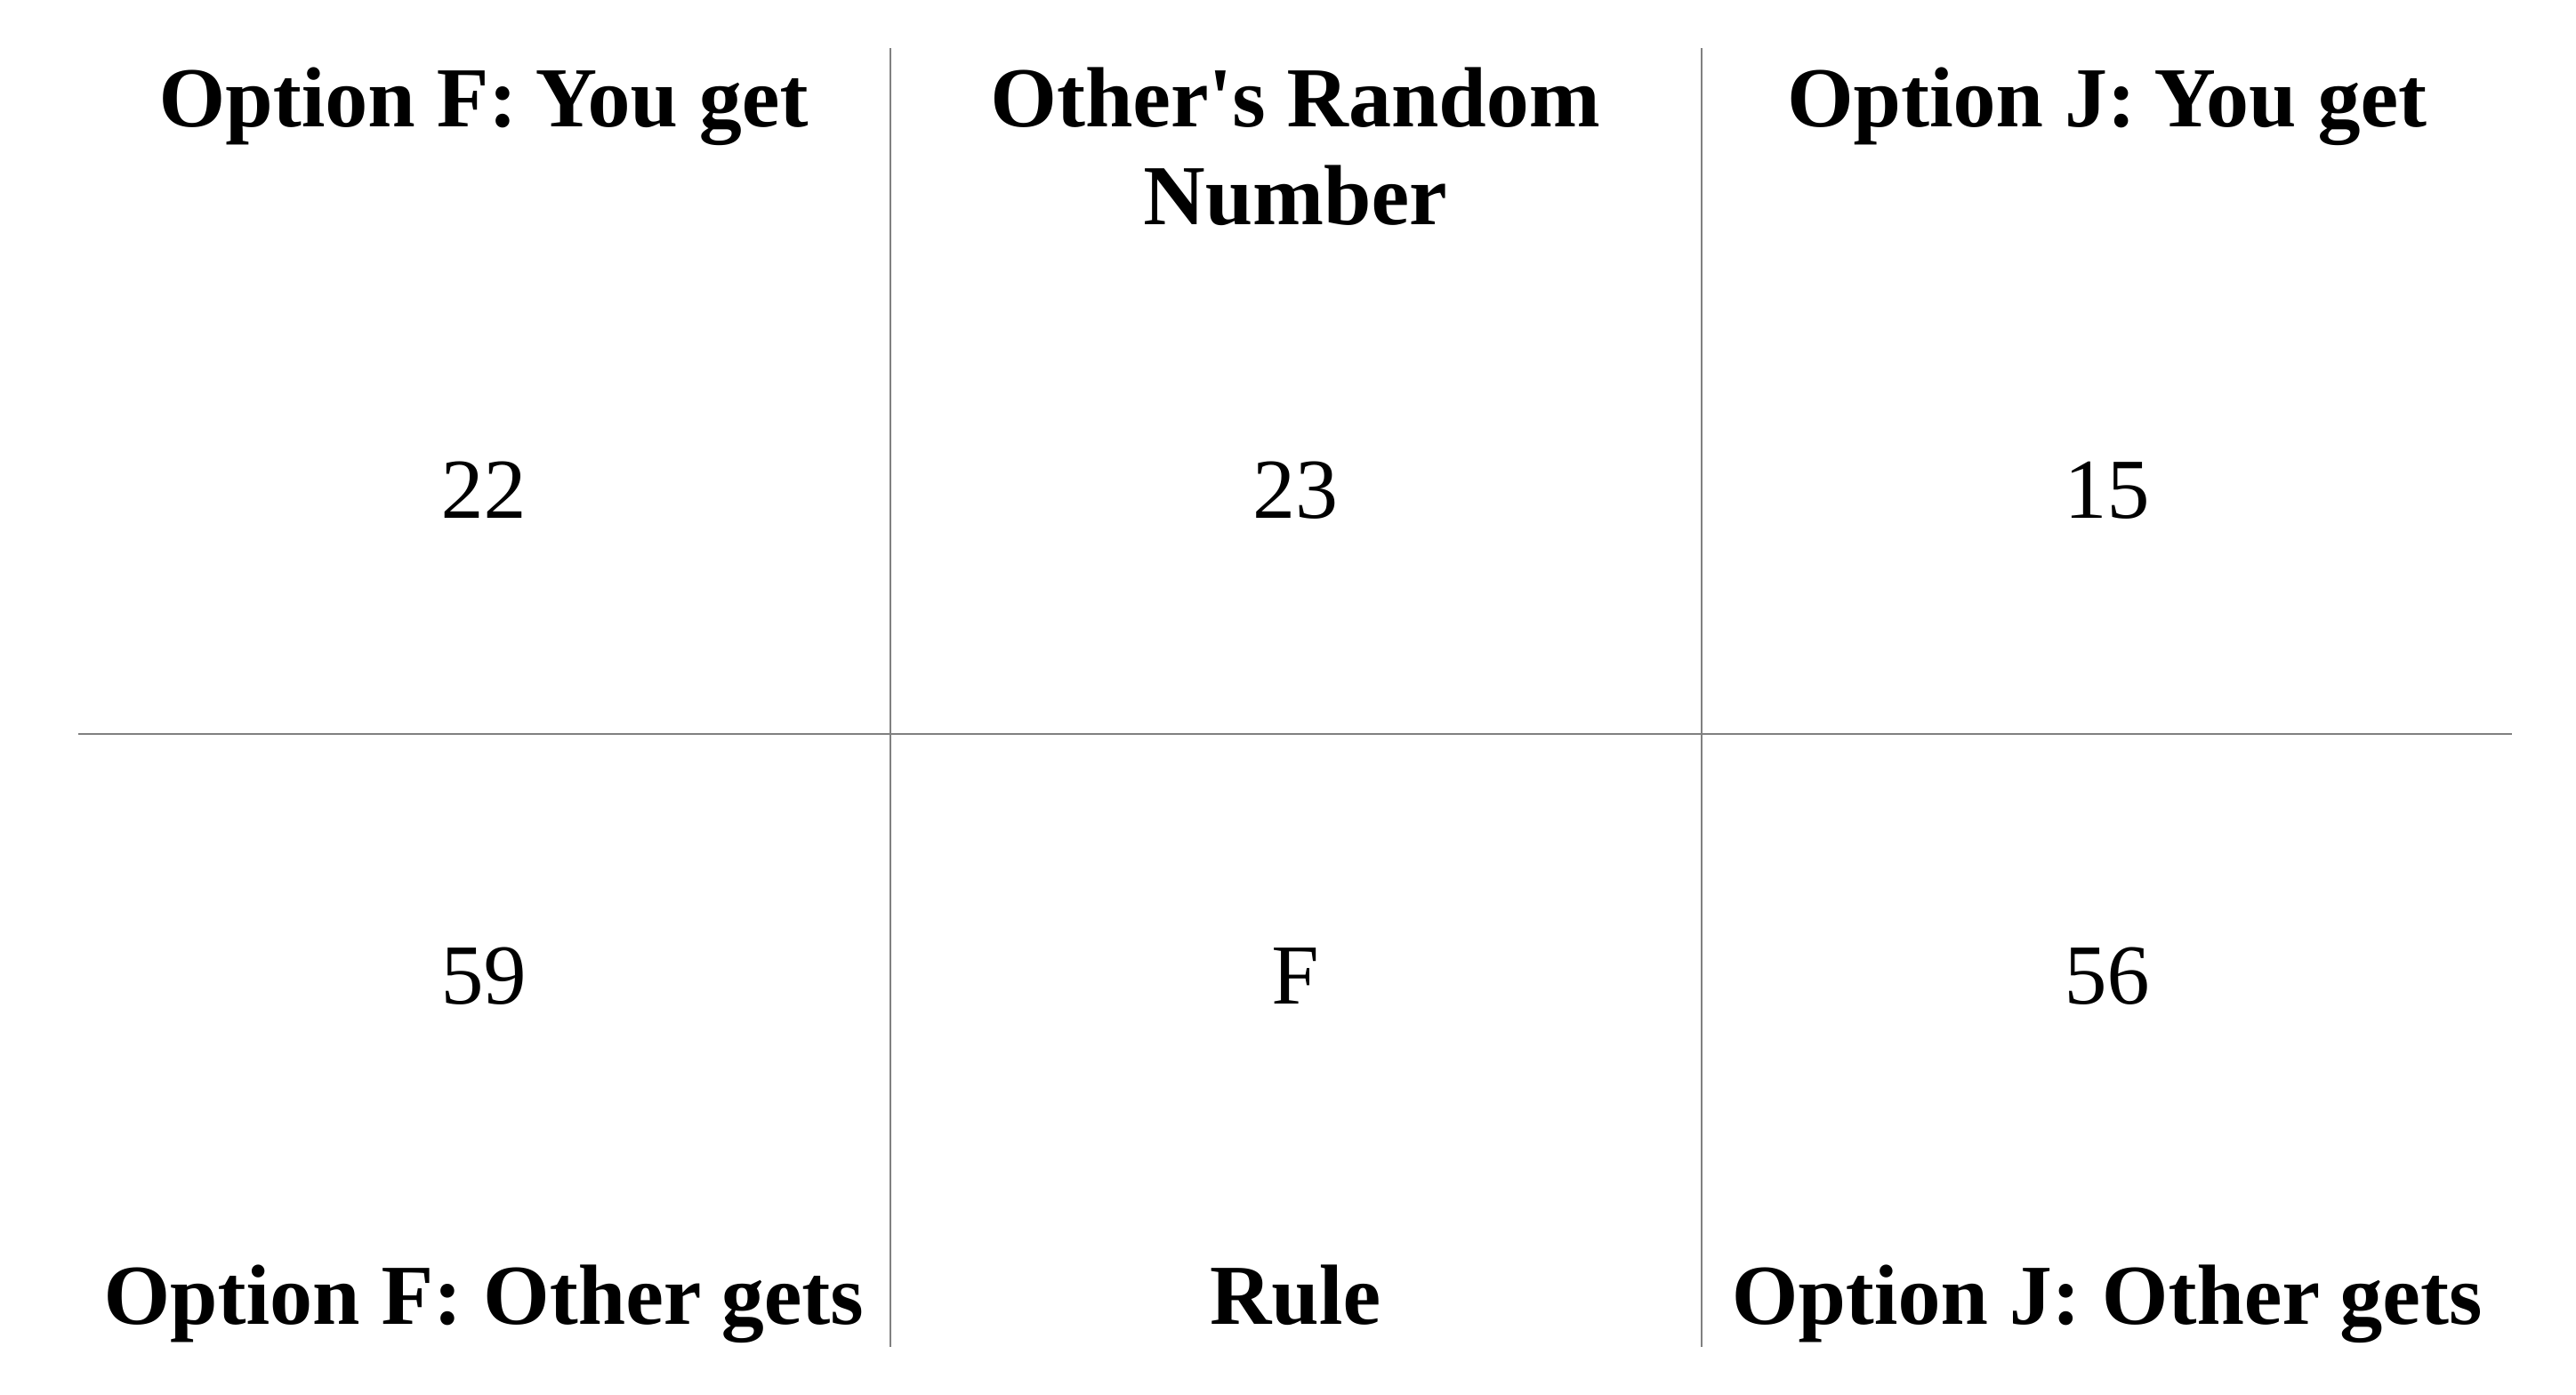 Option F: You get
Other's Random
Number
Option J: You get
22
23
15
59
F
56
Option F: Other gets
Rule
Option J: Other gets